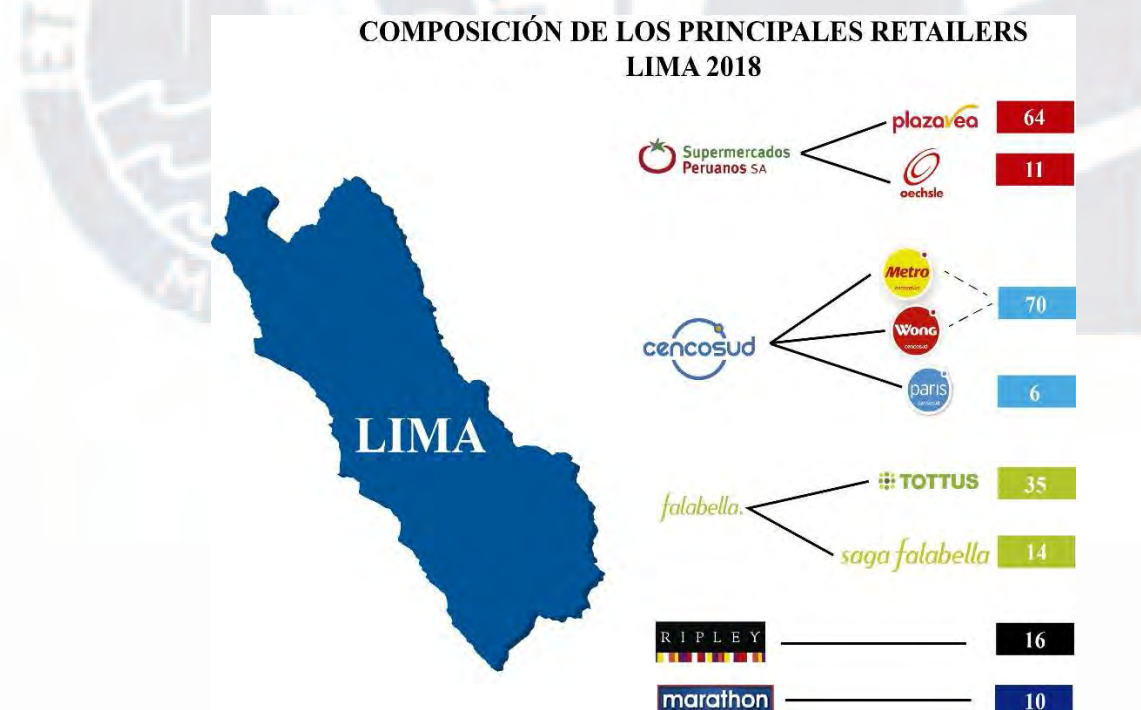 COMPOSICIÓN DE LOS PRINCIPALES RETAILERS
LIMA 2018
Supermercados
Peruanos SA
plazavea
64
oechsle
11
cencosud
Metro
Wong
70
paris
6
LIMA
falabella.
TOTTUS
35
saga falabella
14
RIPLEY
16
marathon
10